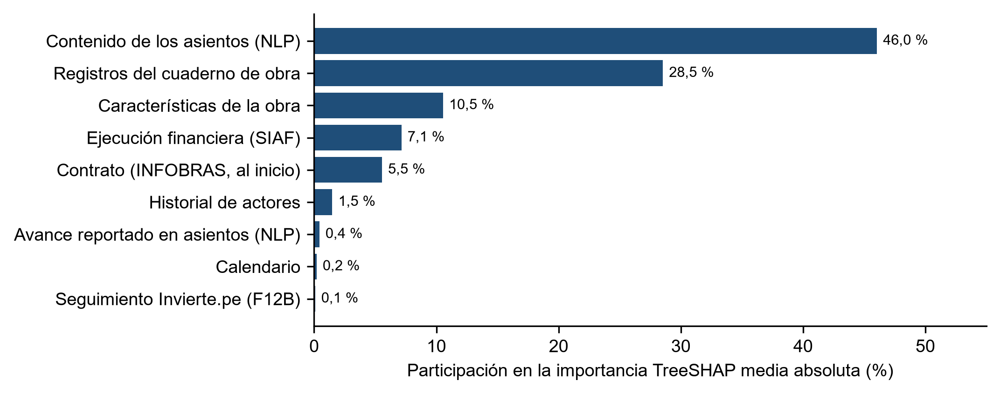 Contenido de los asientos (NLP) 46,0 %
Registros del cuaderno de obra 28,5 %
Características de la obra 10,5 %
Ejecución financiera (SIAF) 7,1 %
Contrato (INFOBRAS, al inicio) 5,5 %
Historial de actores 1,5 %
Avance reportado en asientos (NLP) 0,4 %
Calendario 0,2 %
Seguimiento Invierte.pe (F12B) 0,1 %
0 10 20 30 40 50
Participación en la importancia TreeSHAP media absoluta (%)